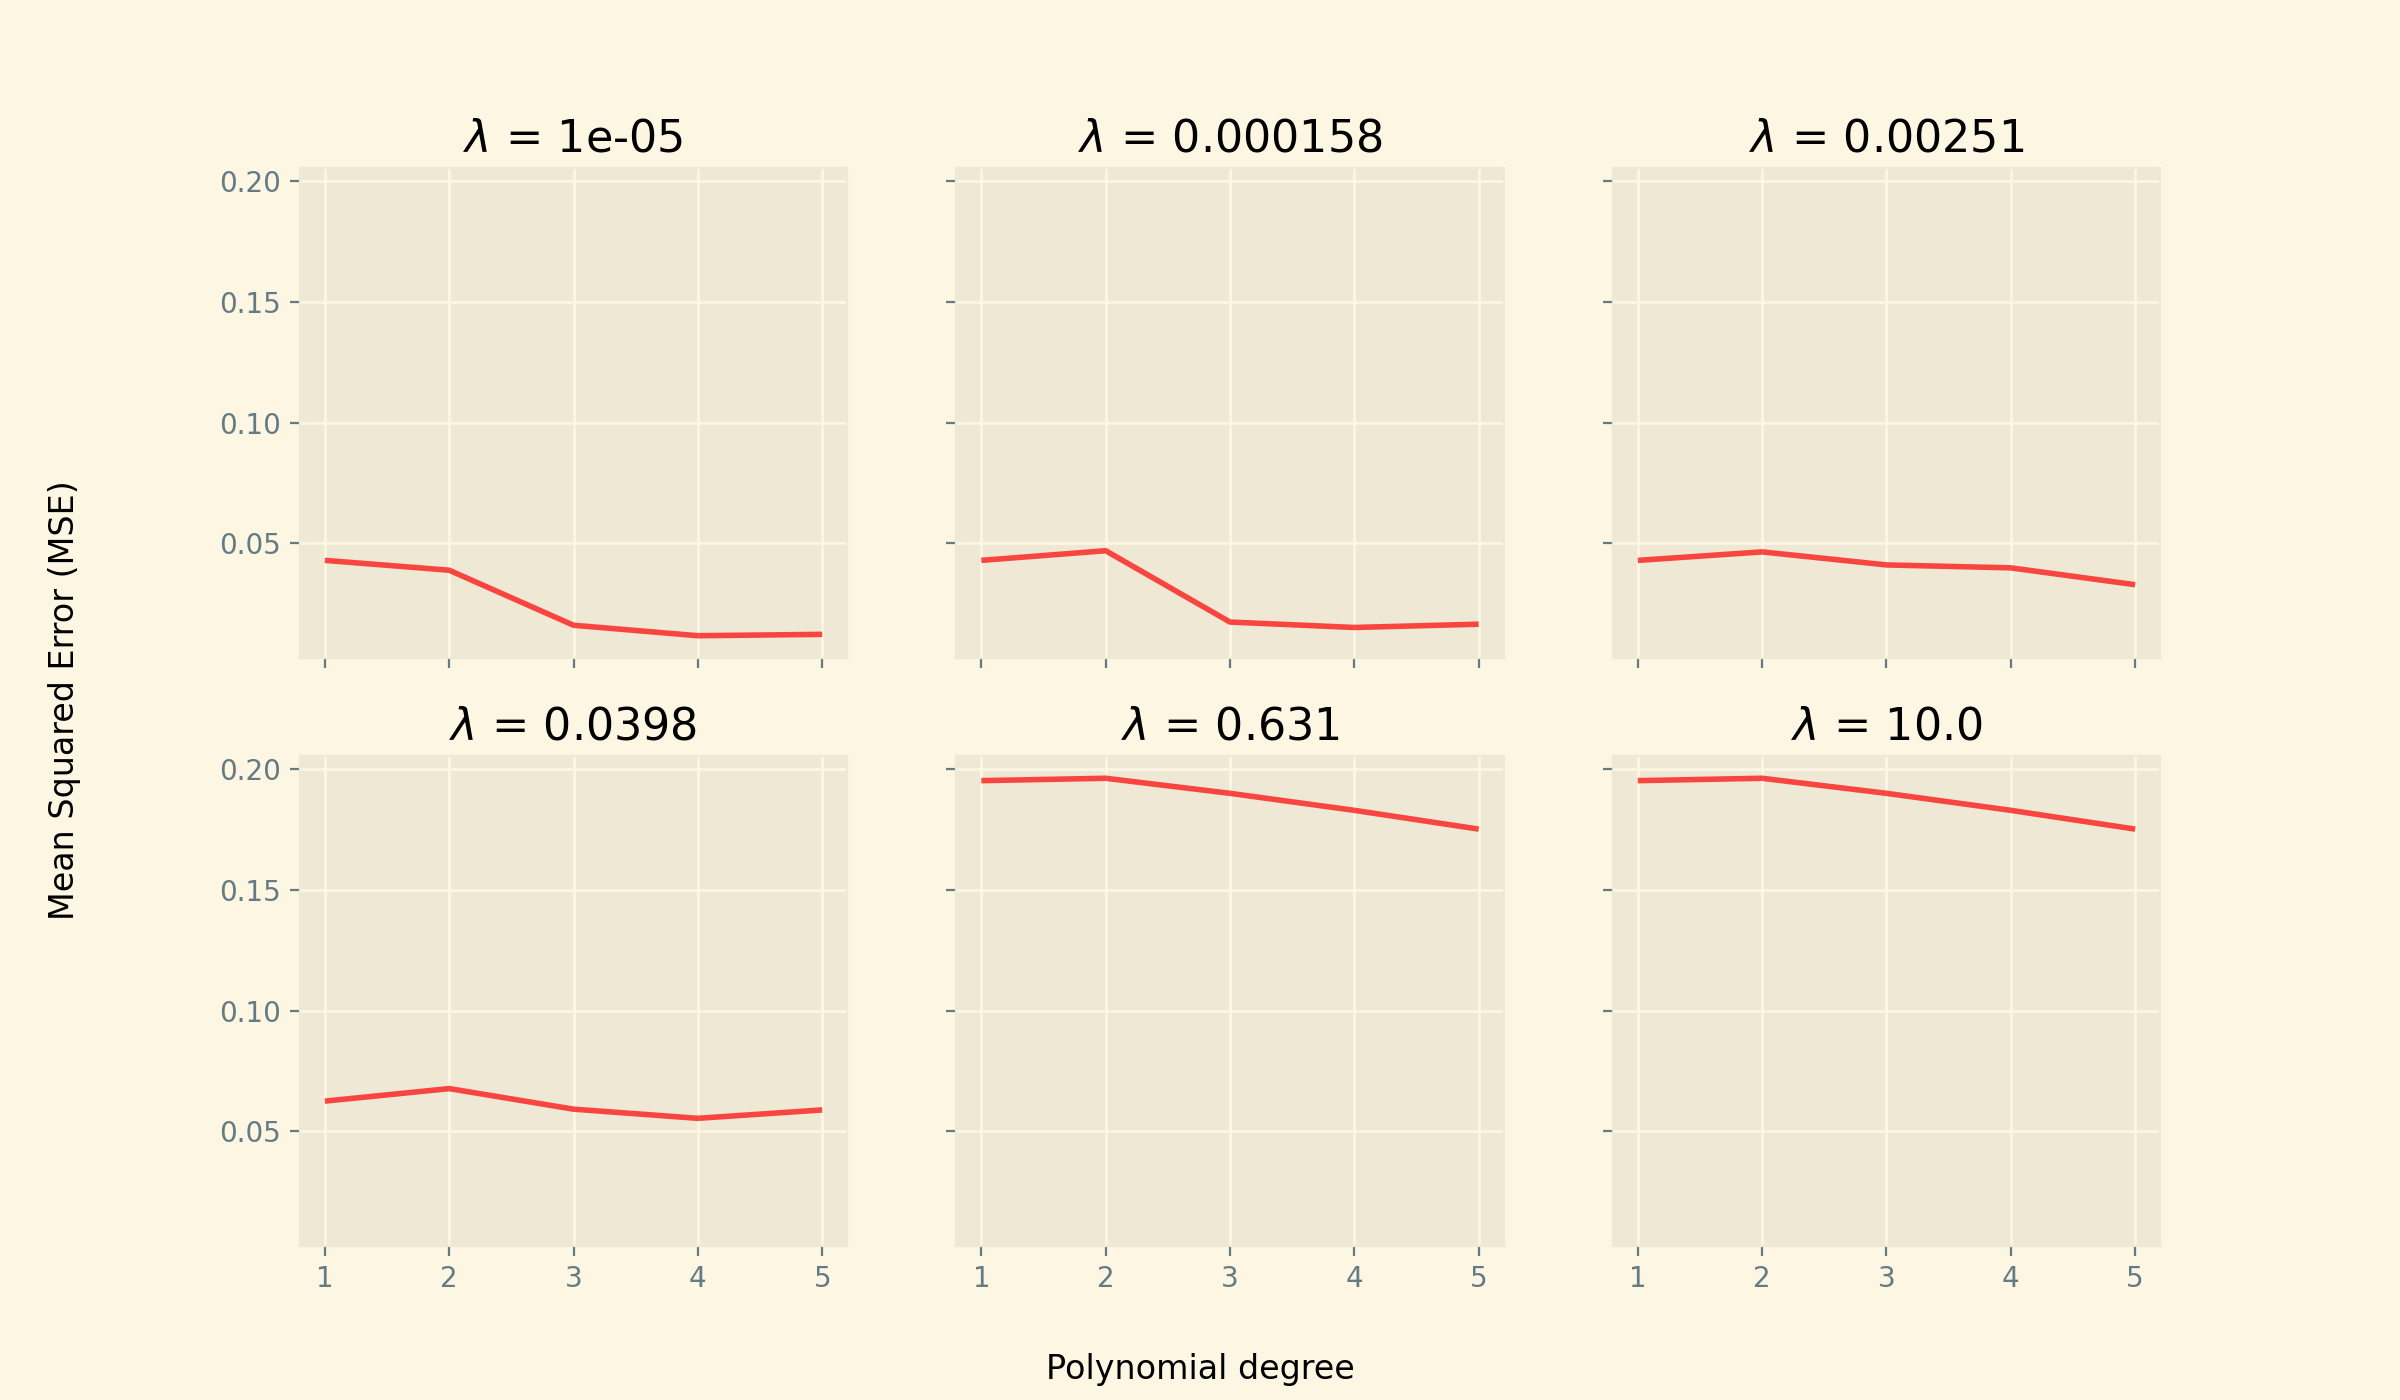 λ = 1e-05
λ = 0.000158
λ = 0.00251
0.20
0.15
0.10
0.05
Mean Squared Error (MSE)
λ = 0.0398
λ = 0.631
λ = 10.0
0.20
0.15
0.10
0.05
1 2 3 4 5
1 2 3 4 5
1 2 3 4 5
Polynomial degree